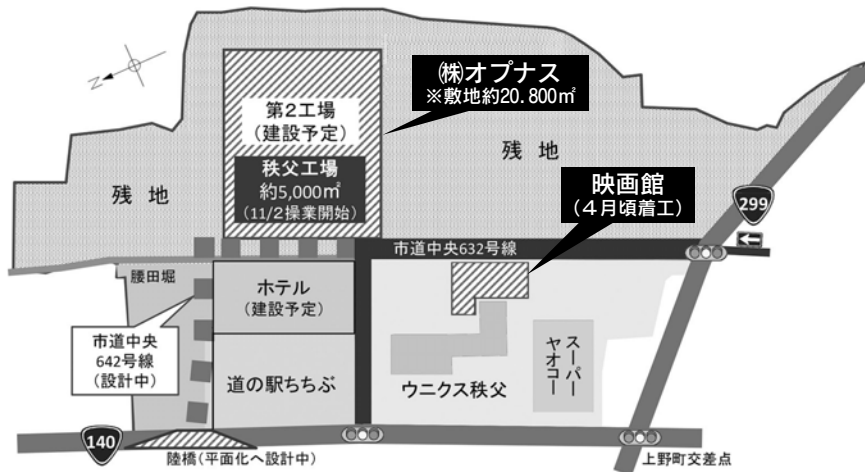 N
㈱オプナス
※敷地約20.800㎡
第2工場
(建設予定)
秩父工場
約5,000㎡
(11/2操業開始)
残 地
残 地
映画館
(4月頃着工)
299
市道中央632号線
腰田堀
ホテル
(建設予定)
市道中央
642号線
(設計中)
道の駅ちちぶ
ウニクス秩父
スーパー
ヤオコー
140
陸橋(平面化へ設計中)
上野町交差点